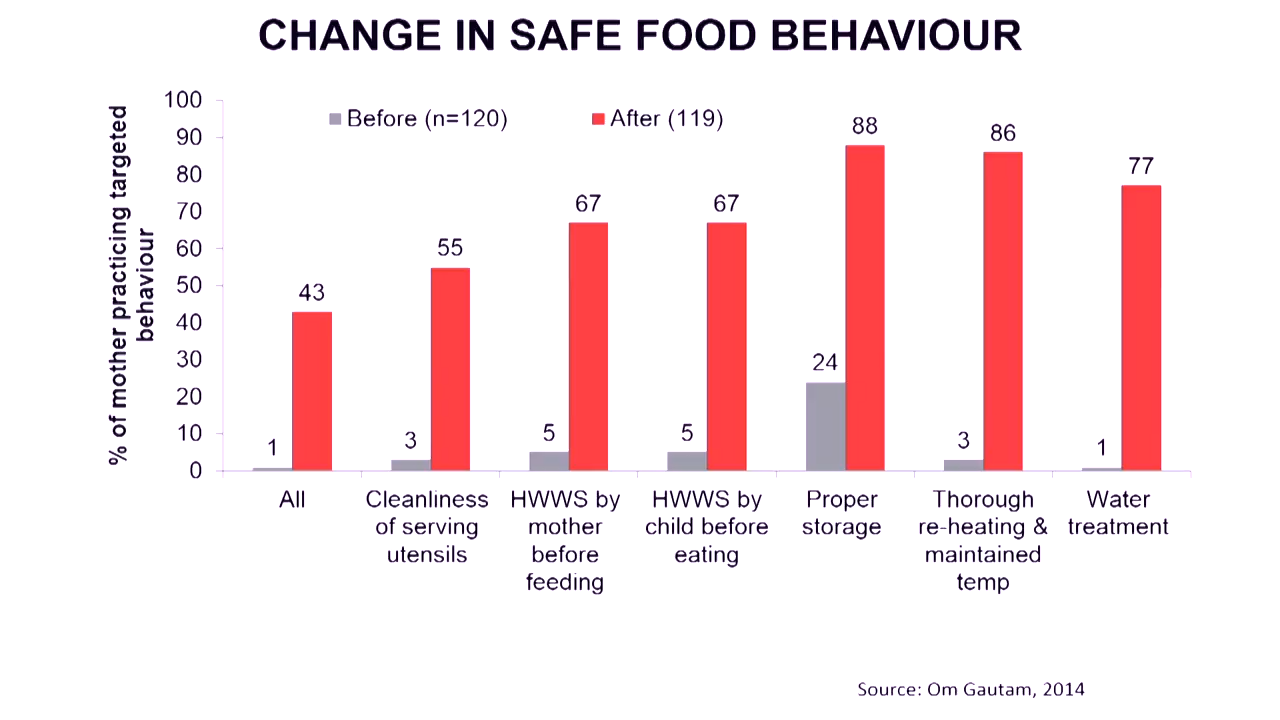 CHANGE IN SAFE FOOD BEHAVIOUR
% of mother practicing targeted
behaviour
100
90
80
70
60
50
40
30
20
10
0
Before (n=120)
After (119)
1
43
3
55
5
67
5
67
24
88
3
86
1
77
All
Cleanliness
of serving
utensils
HWWS by
mother
before
feeding
HWWS by
child before
eating
Proper
storage
Thorough
re-heating &
maintained
temp
Water
treatment
Source: Om Gautam, 2014